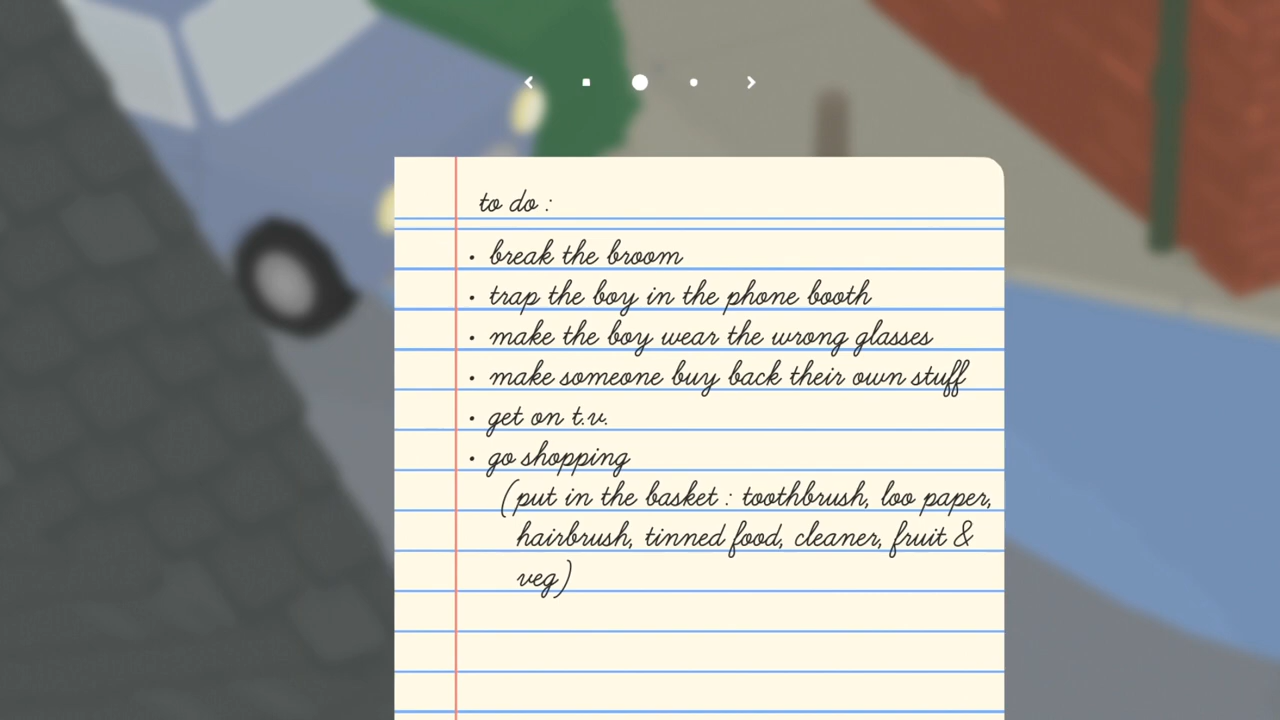 to do :
• break the broom
• trap the boy in the phone booth
• make the boy wear the wrong glasses
• make someone buy back their own stuff
• get on t.v.
• go shopping
(put in the basket : toothbrush, loo paper,
hairbrush, tinned food, cleaner, fruit &
veg)